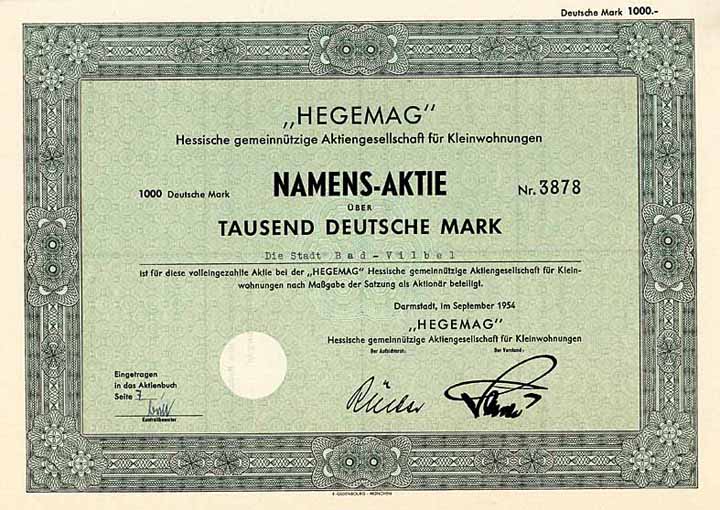 Deutsche Mark 1000.-
„HEGEMAG"
Hessische gemeinnützige Aktiengesellschaft für Kleinwohnungen
1000 Deutsche Mark NAMENS-AKTIE Nr. 3878
ÜBER
TAUSEND DEUTSCHE MARK
Die Stadt Bad-Vilbel
ist für diese volleingezahlte Aktie bei der „HEGEMAG" Hessische gemeinnützige Aktiengesellschaft für Klein-
wohnungen nach Maßgabe der Satzung als Aktionär beteiligt.
Darmstadt, im September 1954
„HEGEMAG"
Hessische gemeinnützige Aktiengesellschaft für Kleinwohnungen
Der Aufsichtsrat: Der Vorstand:
Eingetragen
in das Aktienbuch
Seite 7
Kontrollbeamter
R. OLDENBOURG · MÜNCHEN